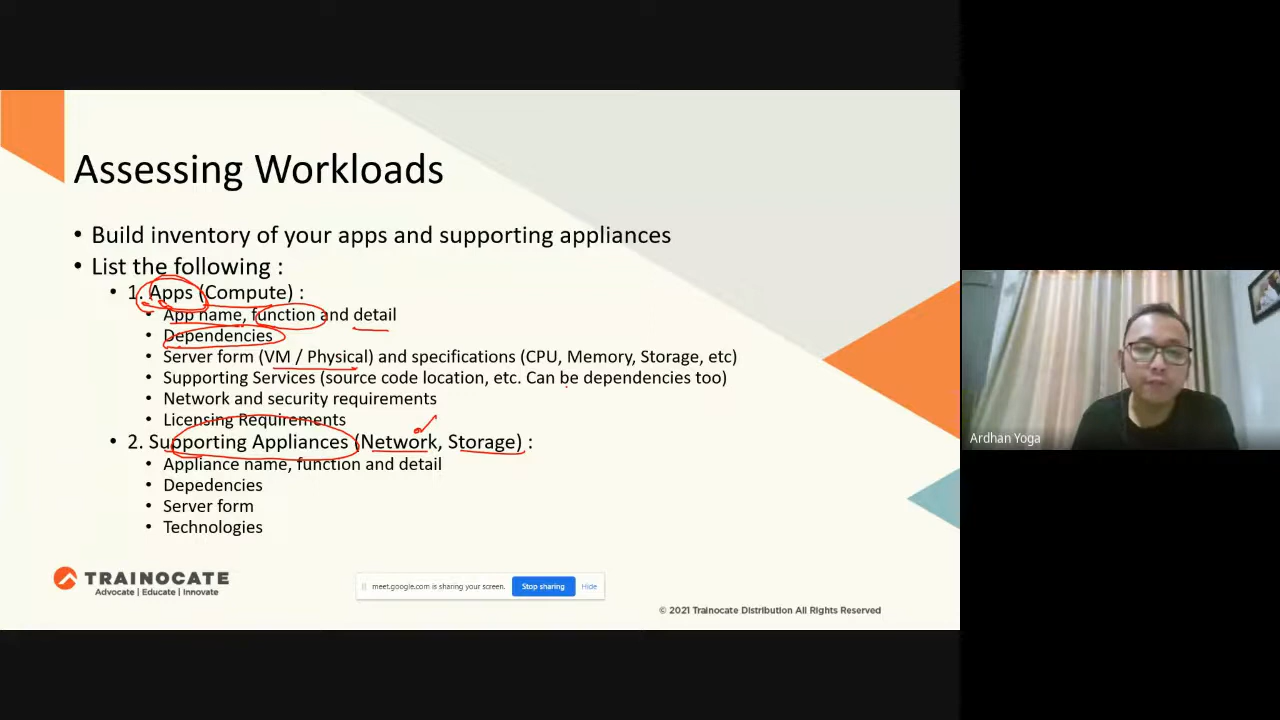 Assessing Workloads
• Build inventory of your apps and supporting appliances
• List the following :
• 1. Apps (Compute) :
• App name, function and detail
• Dependencies
• Server form (VM / Physical) and specifications (CPU, Memory, Storage, etc)
• Supporting Services (source code location, etc. Can be dependencies too)
• Network and security requirements
• Licensing Requirements
• 2. Supporting Appliances (Network, Storage) :
• Appliance name, function and detail
• Depedencies
• Server form
• Technologies
TRAINOCATE
Advocate | Educate | Innovate
meet.google.com is sharing your screen. Stop sharing Hide
© 2021 Trainocate Distribution All Rights Reserved
Ardhan Yoga